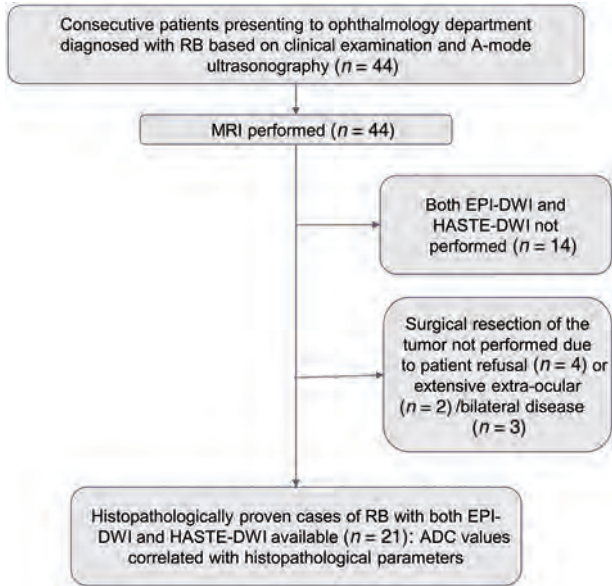 Consecutive patients presenting to ophthalmology department
diagnosed with RB based on clinical examination and A-mode
ultrasonography (n = 44)
MRI performed (n = 44)
Both EPI-DWI and
HASTE-DWI not
performed (n = 14)
Surgical resection of the
tumor not performed due
to patient refusal (n = 4) or
extensive extra-ocular
(n = 2) /bilateral disease
(n = 3)
Histopathologically proven cases of RB with both EPI-
DWI and HASTE-DWI available (n = 21): ADC values
correlated with histopathological parameters